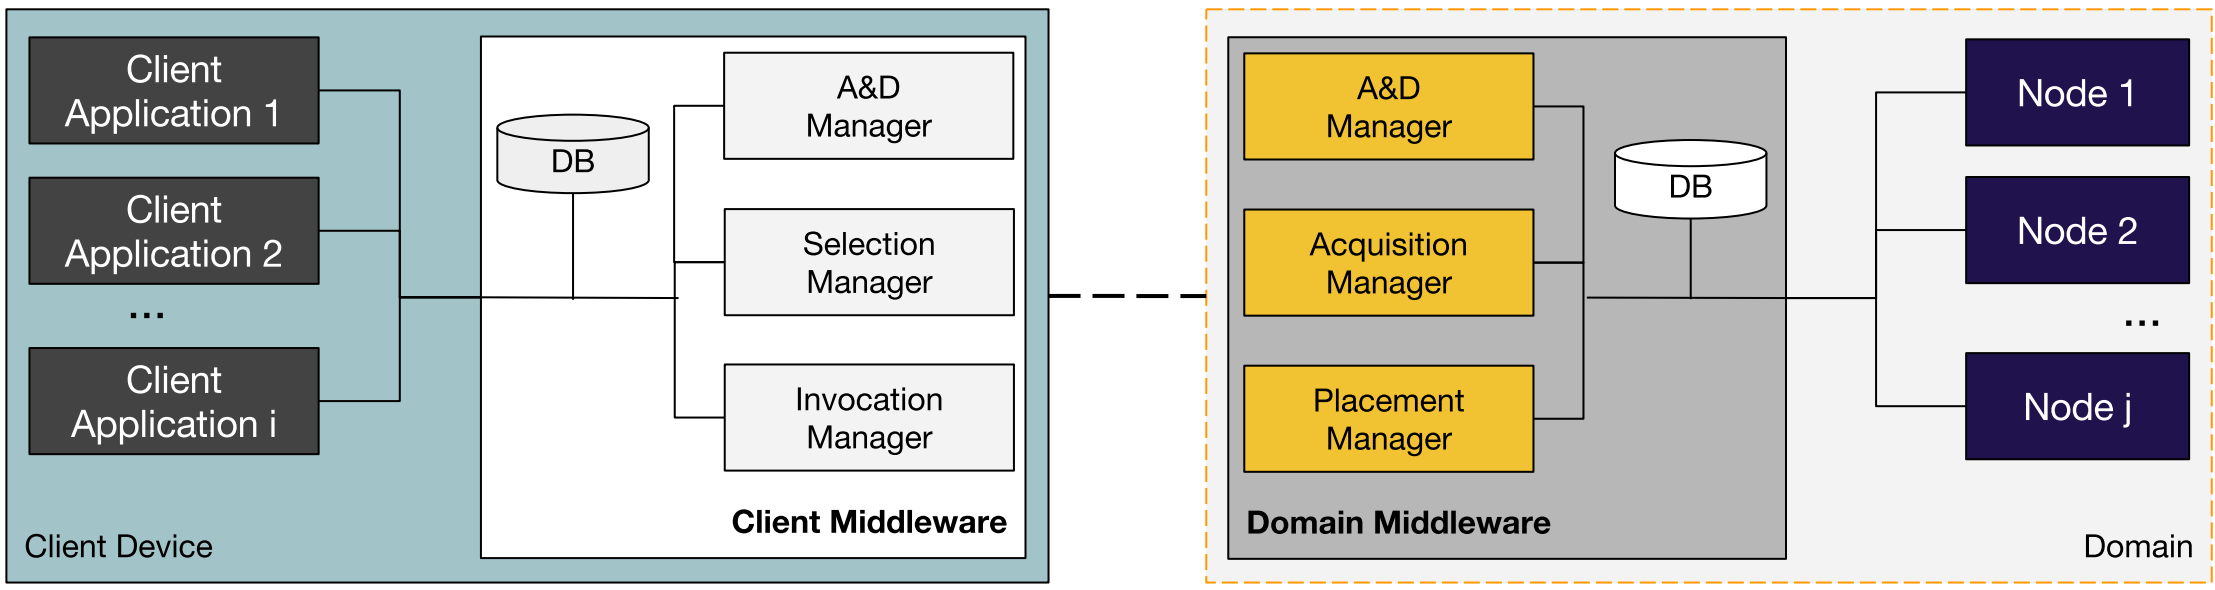 Client
Application 1
Client
Application 2
...
Client
Application i
Client Device
DB
A&D
Manager
Selection
Manager
Invocation
Manager
Client Middleware
A&D
Manager
Acquisition
Manager
Placement
Manager
Domain Middleware
DB
Node 1
Node 2
...
Node j
Domain